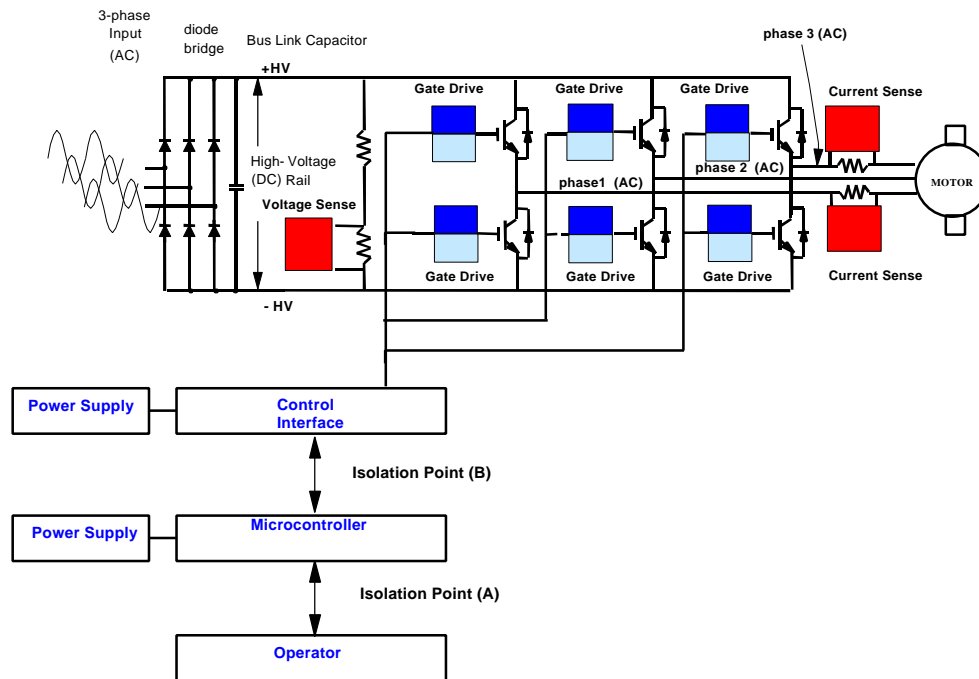 3-phase
Input
(AC)
diode
bridge
Bus Link Capacitor
+HV
phase 3 (AC)
Gate Drive
Gate Drive
Gate Drive
Current Sense
High- Voltage
(DC) Rail
Voltage Sense
phase 2 (AC)
phase1 (AC)
MOTOR
Gate Drive
Gate Drive
Gate Drive
Current Sense
- HV
Power Supply
Control
Interface
Isolation Point (B)
Power Supply
Microcontroller
Isolation Point (A)
Operator